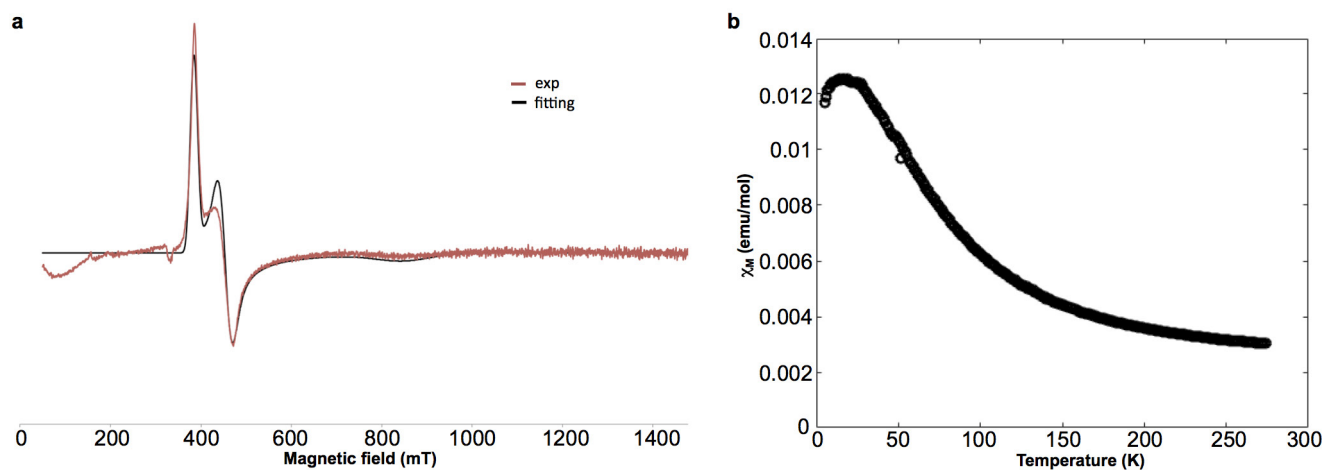 a
exp
fitting
0 200 400 600 800 1000 1200 1400
Magnetic field (mT)
b
0.014
0.012
0.01
0.008
0.006
0.004
0.002
0
χM (emu/mol)
0 50 100 150 200 250 300
Temperature (K)